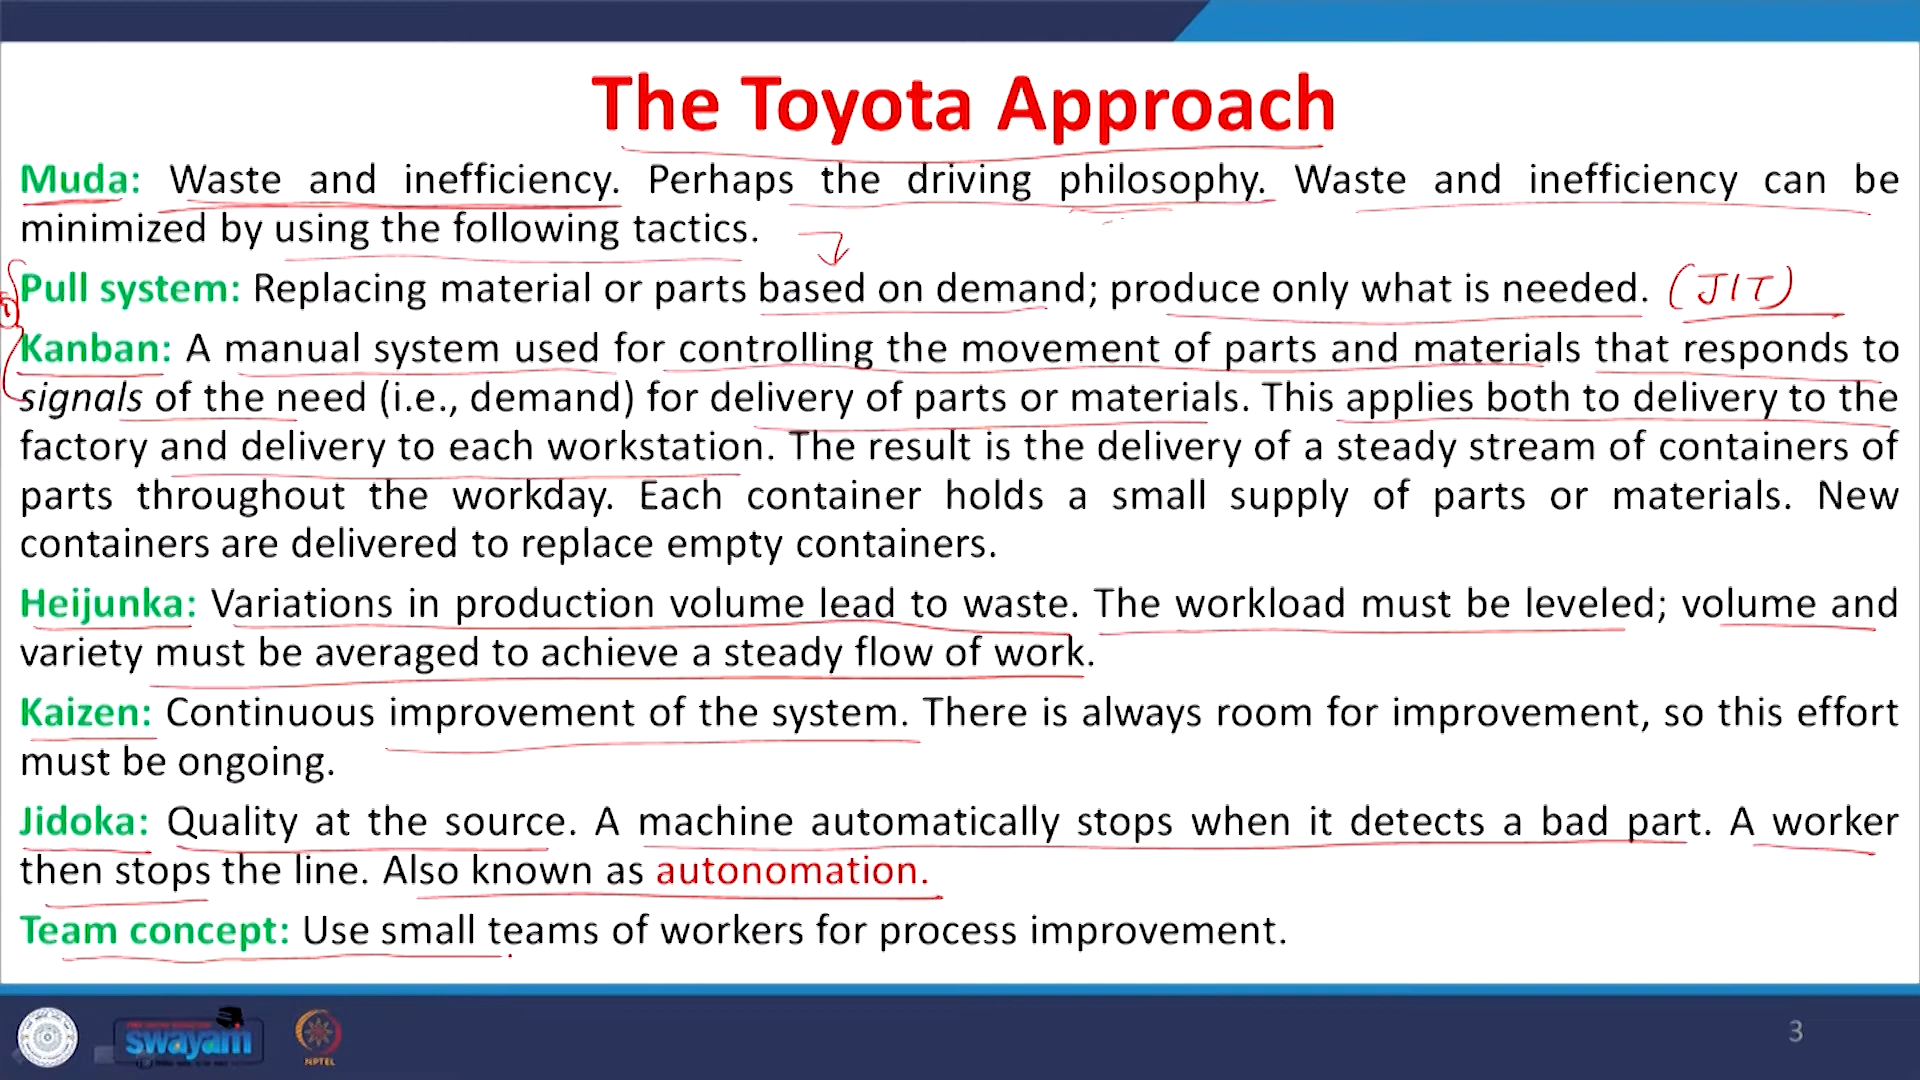 The Toyota Approach
Muda: Waste and inefficiency. Perhaps the driving philosophy. Waste and inefficiency can be
minimized by using the following tactics.
Pull system: Replacing material or parts based on demand; produce only what is needed. (JIT)
Kanban: A manual system used for controlling the movement of parts and materials that responds to
signals of the need (i.e., demand) for delivery of parts or materials. This applies both to delivery to the
factory and delivery to each workstation. The result is the delivery of a steady stream of containers of
parts throughout the workday. Each container holds a small supply of parts or materials. New
containers are delivered to replace empty containers.
Heijunka: Variations in production volume lead to waste. The workload must be leveled; volume and
variety must be averaged to achieve a steady flow of work.
Kaizen: Continuous improvement of the system. There is always room for improvement, so this effort
must be ongoing.
Jidoka: Quality at the source. A machine automatically stops when it detects a bad part. A worker
then stops the line. Also known as autonomation.
Team concept: Use small teams of workers for process improvement.
swayam
NPTEL
3